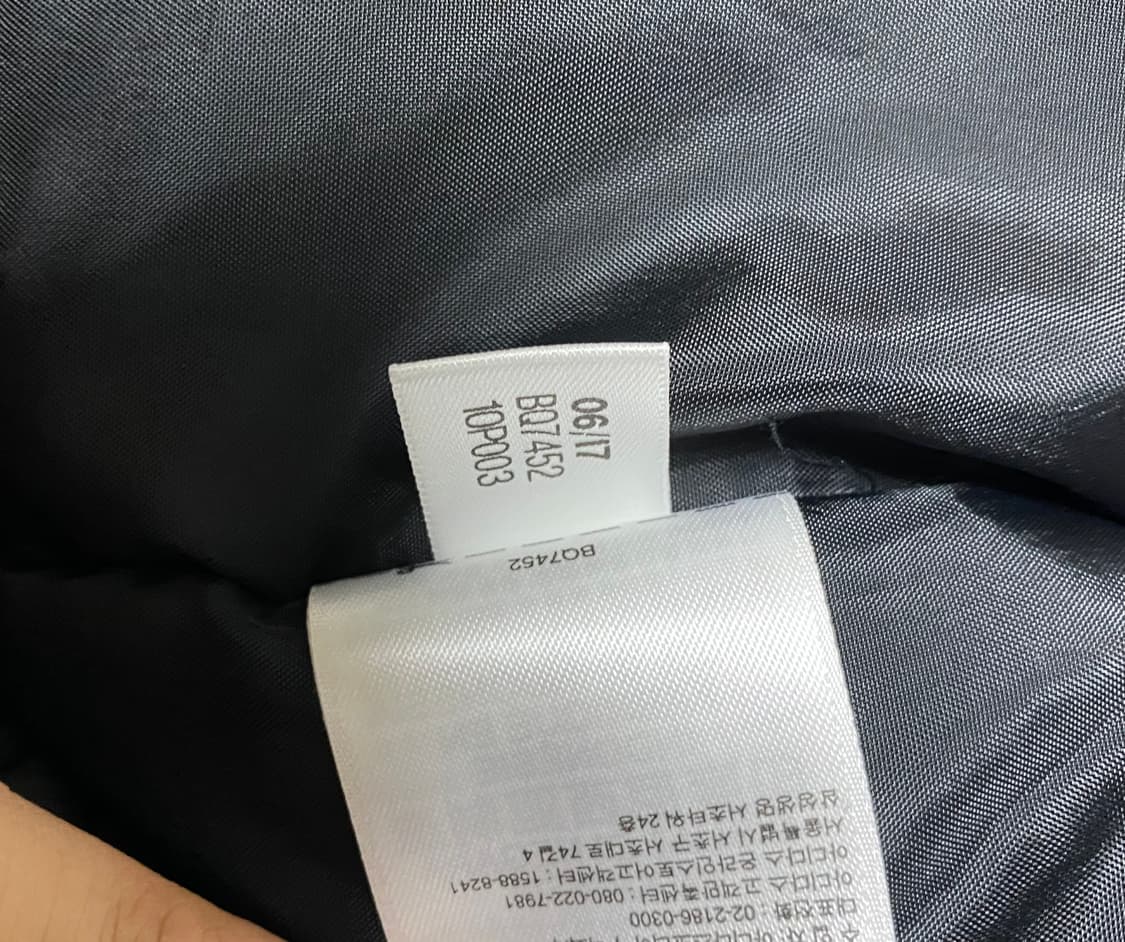 06/17
BQ7452
10P003
대표전화 : 02-2186-0300
아디다스 고객만족센터 : 080-022-7981
아디다스 온라인스토어고객센터 : 1588-8241
서울특별시 서초구 서초대로74길 4
삼성생명 서초타워 24층
BQ7452